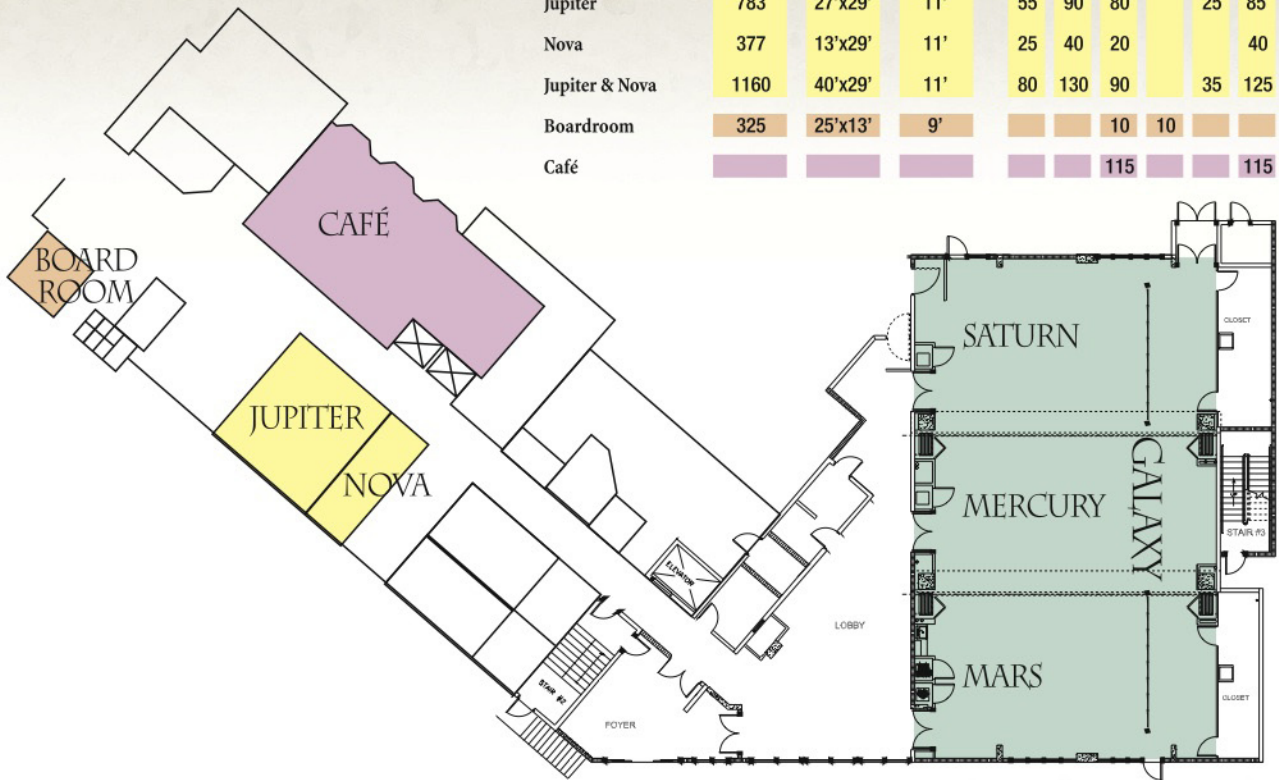 Jupiter 783 27'x29' 11' 55 90 80 25 85
Nova 377 13'x29' 11' 25 40 20 40
Jupiter & Nova 1160 40'x29' 11' 80 130 90 35 125
Boardroom 325 25'x13' 9' 10 10
Café 115 115
CAFÉ
BOARD
ROOM
SATURN
CLOSET
JUPITER
NOVA
GALAXY
MERCURY
STAIR #3
ELEVATOR
LOBBY
MARS
STAIR #2
CLOSET
FOYER